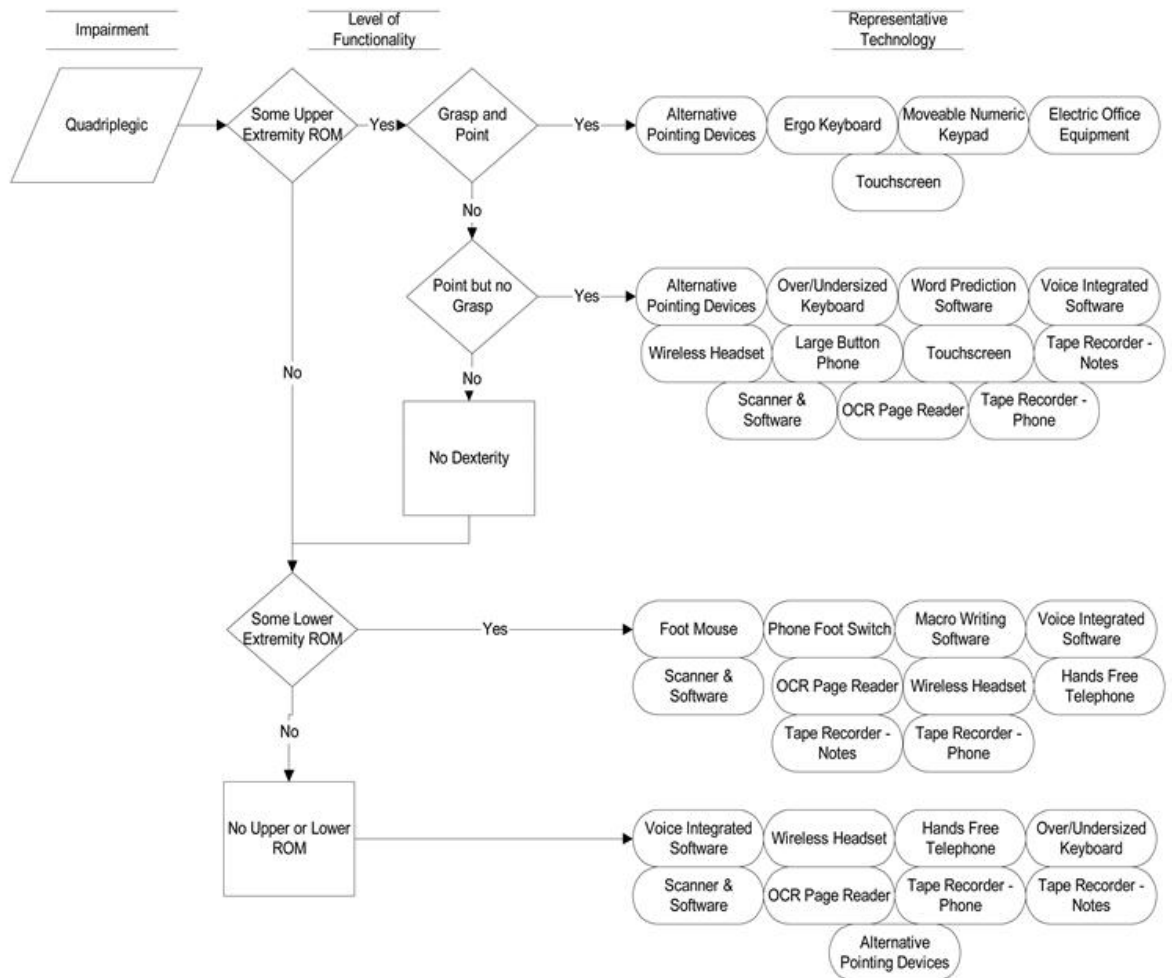 Impairment
Level of
Functionality
Representative
Technology
Quadriplegic
Some Upper
Extremity ROM
Yes
Grasp and
Point
Yes
Alternative
Pointing Devices
Ergo Keyboard
Moveable Numeric
Keypad
Electric Office
Equipment
Touchscreen
No
Point but no
Grasp
Yes
Alternative
Pointing Devices
Over/Undersized
Keyboard
Word Prediction
Software
Voice Integrated
Software
Wireless Headset
Large Button
Phone
Touchscreen
Tape Recorder -
Notes
Scanner &
Software
OCR Page Reader
Tape Recorder -
Phone
No
No
No Dexterity
Some Lower
Extremity ROM
Yes
Foot Mouse
Phone Foot Switch
Macro Writing
Software
Voice Integrated
Software
Scanner &
Software
OCR Page Reader
Wireless Headset
Hands Free
Telephone
Tape Recorder -
Notes
Tape Recorder -
Phone
No
No Upper or Lower
ROM
Voice Integrated
Software
Wireless Headset
Hands Free
Telephone
Over/Undersized
Keyboard
Scanner &
Software
OCR Page Reader
Tape Recorder -
Phone
Tape Recorder -
Notes
Alternative
Pointing Devices